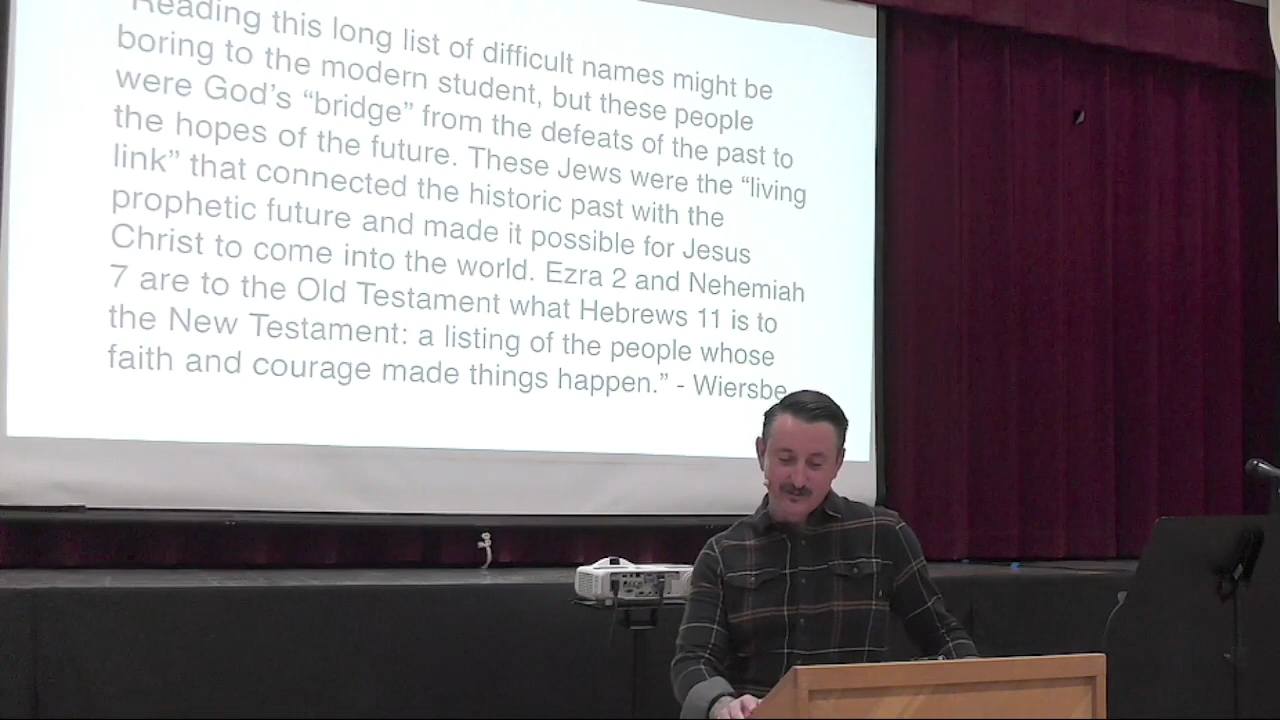 "Reading this long list of difficult names might be
boring to the modern student, but these people
were God's "bridge" from the defeats of the past to
the hopes of the future. These Jews were the "living
link" that connected the historic past with the
prophetic future and made it possible for Jesus
Christ to come into the world. Ezra 2 and Nehemiah
7 are to the Old Testament what Hebrews 11 is to
the New Testament: a listing of the people whose
faith and courage made things happen." - Wiersbe